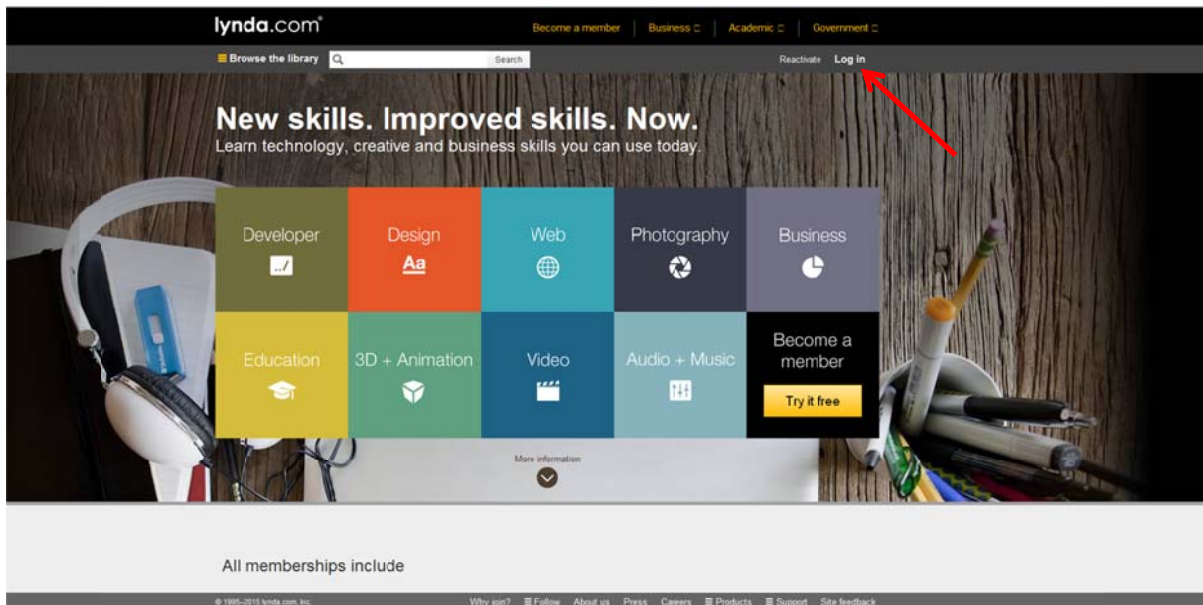 lynda.com®
Become a member Business Academic Government
Browse the library Search Reactivate Log in
New skills. Improved skills. Now.
Learn technology, creative and business skills you can use today.
Developer Design Web Photography Business
../ Aa
Education 3D + Animation Video Audio + Music Become a member
Try it free
More information
All memberships include
© 1995–2015 lynda.com, Inc. Why join? Follow About us Press Careers Products Support Site feedback